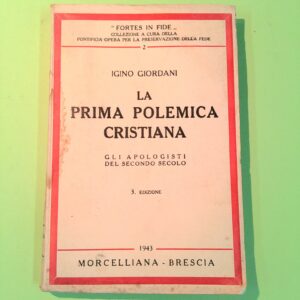 " FORTES IN FIDE "
COLLEZIONE A CURA DELLA
PONTIFICIA OPERA PER LA PRESERVAZIONE DELLA FEDE
2
IGINO GIORDANI
LA
PRIMA POLEMICA
CRISTIANA
GLI APOLOGISTI
DEL SECONDO SECOLO
3. EDIZIONE
1943
MORCELLIANA - BRESCIA